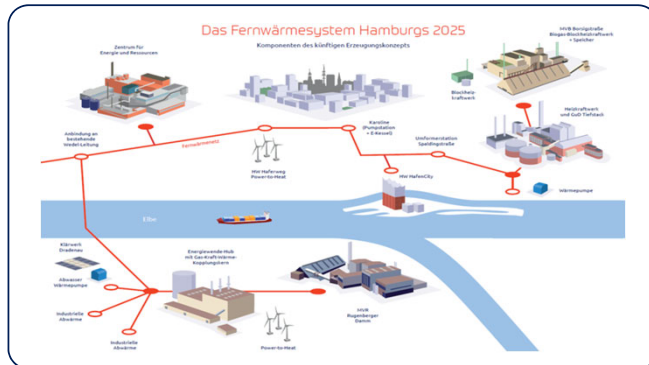 Das Fernwärmesystem Hamburgs 2025
Komponenten des künftigen Erzeugungskonzepts
Zentrum für
Energie und Ressourcen
MVB Borsigstraße
Biogas-Blockheizkraftwerk
+ Speicher
Blockheiz
kraftwerk
Heizkraftwerk
und GuD Tiefstack
Anbindung an
bestehende
Wedel-Leitung
Fernwärmenetz
Karoline
(Pumpstation
+ E-Kessel)
Umformerstation
Spaldingstraße
HW Haferweg
Power-to-Heat
HW HafenCity
Wärmepumpe
Elbe
Klärwerk
Dradenau
Abwasser
Wärmepumpe
Industrielle
Abwärme
Industrielle
Abwärme
Energiewende-Hub
mit Gas-Kraft-Wärme-
Kopplungskern
Power-to-Heat
MVR
Rugenberger
Damm